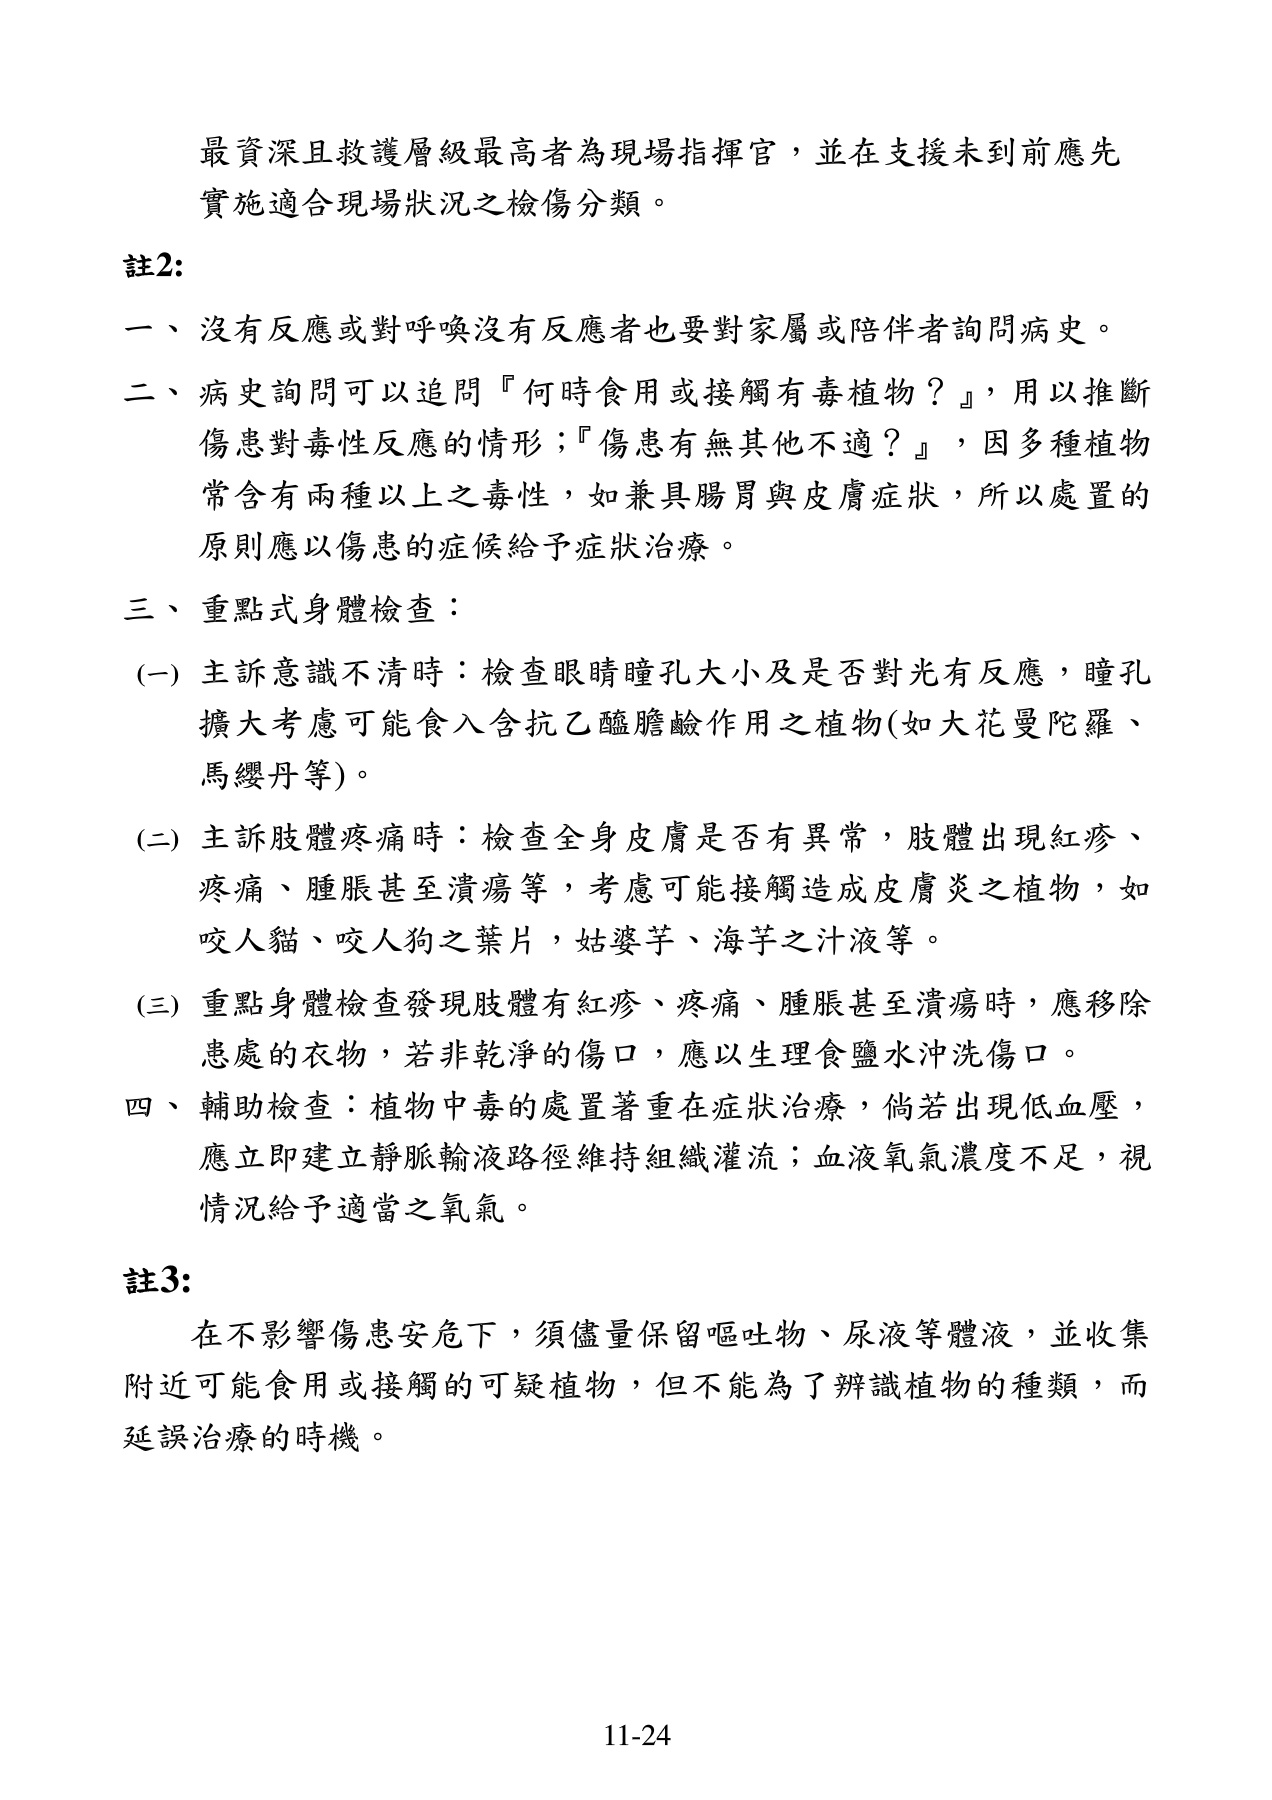 最資深且救護層級最高者為現場指揮官，並在支援未到前應先
實施適合現場狀況之檢傷分類。
註2:
一、 沒有反應或對呼喚沒有反應者也要對家屬或陪伴者詢問病史。
二、 病史詢問可以追問『何時食用或接觸有毒植物？』，用以推斷
傷患對毒性反應的情形；『傷患有無其他不適？』，因多種植物
常含有兩種以上之毒性，如兼具腸胃與皮膚症狀，所以處置的
原則應以傷患的症候給予症狀治療。
三、 重點式身體檢查：
(一) 主訴意識不清時：檢查眼睛瞳孔大小及是否對光有反應，瞳孔
擴大考慮可能食入含抗乙醯膽鹼作用之植物(如大花曼陀羅、
馬纓丹等)。
(二) 主訴肢體疼痛時：檢查全身皮膚是否有異常，肢體出現紅疹、
疼痛、腫脹甚至潰瘍等，考慮可能接觸造成皮膚炎之植物，如
咬人貓、咬人狗之葉片，姑婆芋、海芋之汁液等。
(三) 重點身體檢查發現肢體有紅疹、疼痛、腫脹甚至潰瘍時，應移除
患處的衣物，若非乾淨的傷口，應以生理食鹽水沖洗傷口。
四、 輔助檢查：植物中毒的處置著重在症狀治療，倘若出現低血壓，
應立即建立靜脈輸液路徑維持組織灌流；血液氧氣濃度不足，視
情況給予適當之氧氣。
註3:
在不影響傷患安危下，須儘量保留嘔吐物、尿液等體液，並收集
附近可能食用或接觸的可疑植物，但不能為了辨識植物的種類，而
延誤治療的時機。
11-24